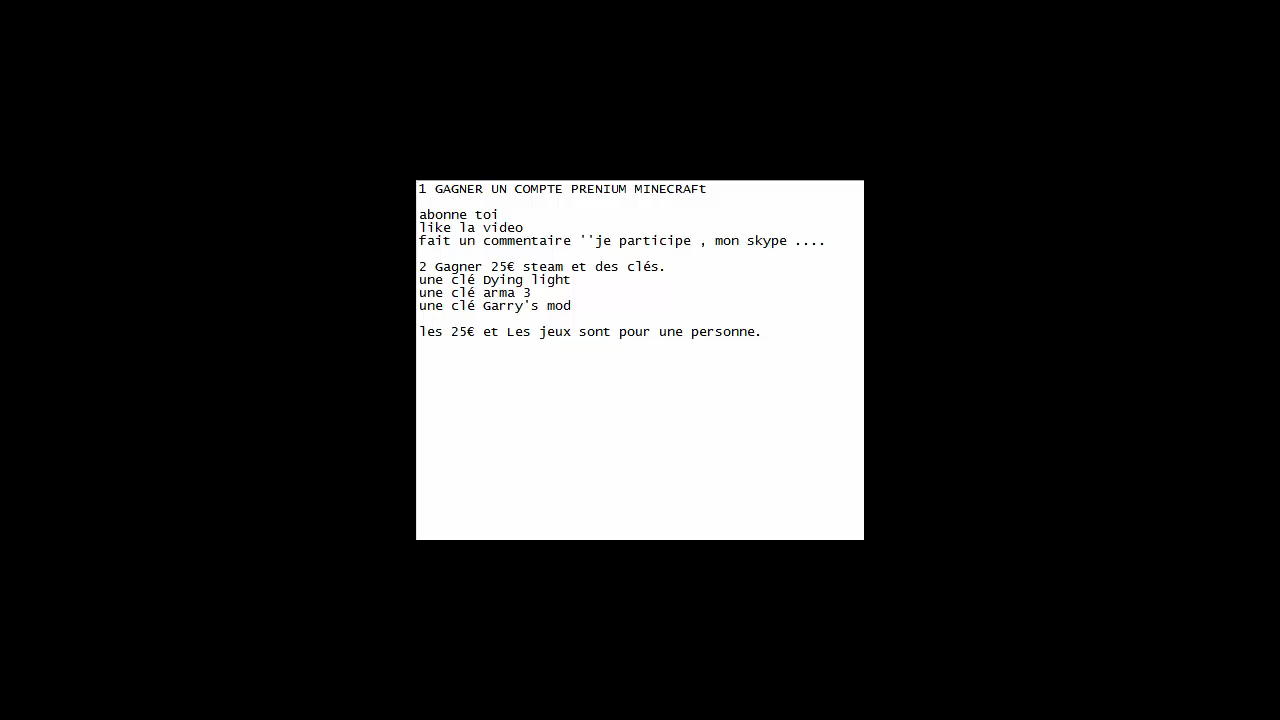 1 GAGNER UN COMPTE PRENIUM MINECRAFt
abonne toi
like la video
fait un commentaire ''je participe , mon skype ....
2 Gagner 25€ steam et des clés.
une clé Dying light
une clé arma 3
une clé Garry's mod
les 25€ et Les jeux sont pour une personne.